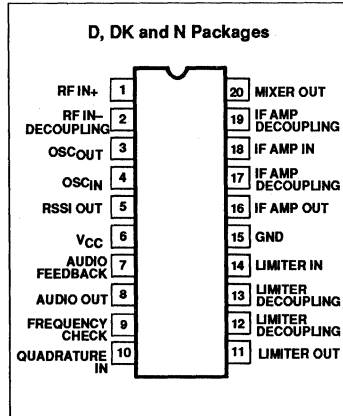 D, DK and N Packages
RF IN+ 1
RF IN–
DECOUPLING 2
OSCOUT 3
OSCIN 4
RSSI OUT 5
VCC 6
AUDIO
FEEDBACK 7
AUDIO OUT 8
FREQUENCY
CHECK 9
QUADRATURE
IN 10
20 MIXER OUT
19 IF AMP
DECOUPLING
18 IF AMP IN
17 IF AMP
DECOUPLING
16 IF AMP OUT
15 GND
14 LIMITER IN
13 LIMITER
DECOUPLING
12 LIMITER
DECOUPLING
11 LIMITER OUT